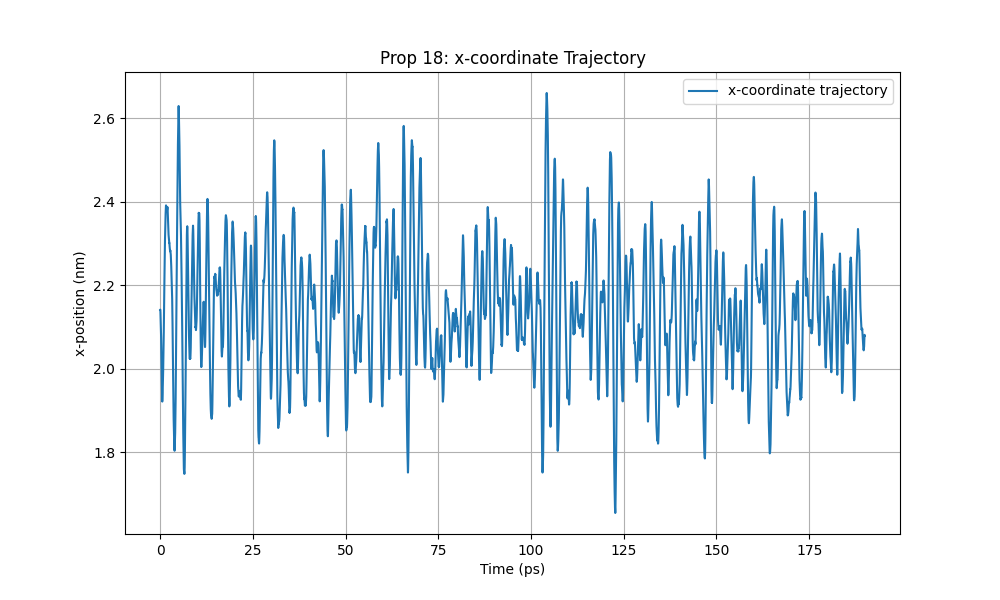 Prop 18: x-coordinate Trajectory
x-coordinate trajectory
2.6
2.4
2.2
2.0
1.8
x-position (nm)
0 25 50 75 100 125 150 175
Time (ps)